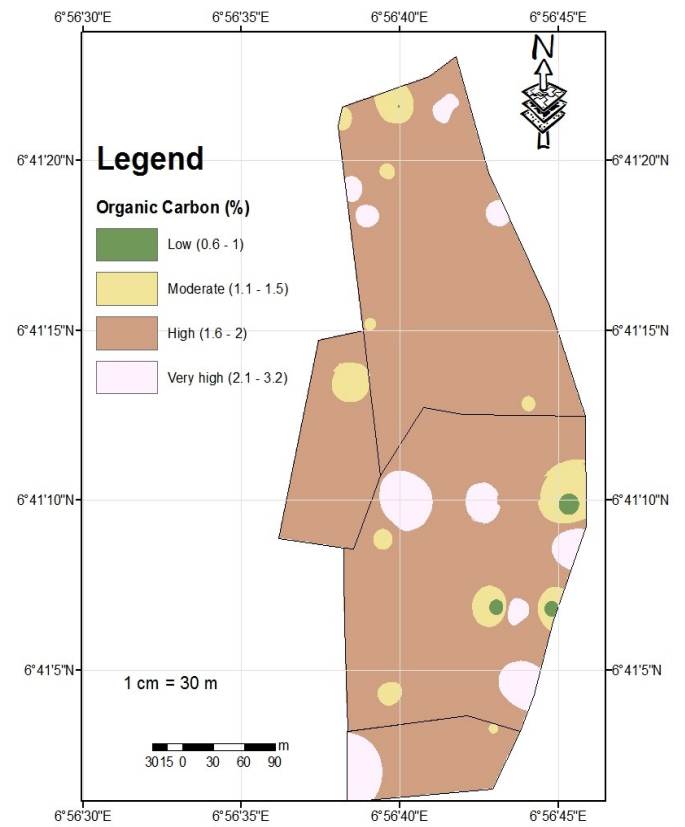 6°56'30"E 6°56'35"E 6°56'40"E 6°56'45"E
N
6°41'20"N 6°41'20"N
Legend
Organic Carbon (%)
Low (0.6 - 1)
Moderate (1.1 - 1.5)
High (1.6 - 2)
Very high (2.1 - 3.2)
6°41'15"N 6°41'15"N
6°41'10"N 6°41'10"N
6°41'5"N 6°41'5"N
1 cm = 30 m
m
30 15 0 30 60 90
6°56'30"E 6°56'35"E 6°56'40"E 6°56'45"E